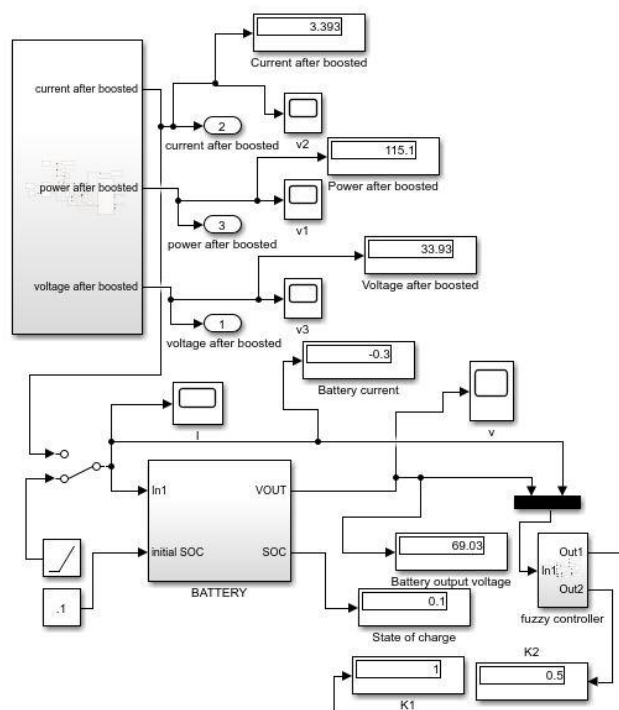 3.393
Current after boosted
current after boosted
2
current after boosted
v2
115.1
Power after boosted
power after boosted
v1
3
power after boosted
33.93
Voltage after boosted
voltage after boosted
v3
1
voltage after boosted
-0.3
Battery current
I
v
In1
VOUT
initial SOC
SOC
BATTERY
.1
69.03
Battery output voltage
0.1
State of charge
In1
Out1
Out2
fuzzy controller
1
K1
K2
0.5